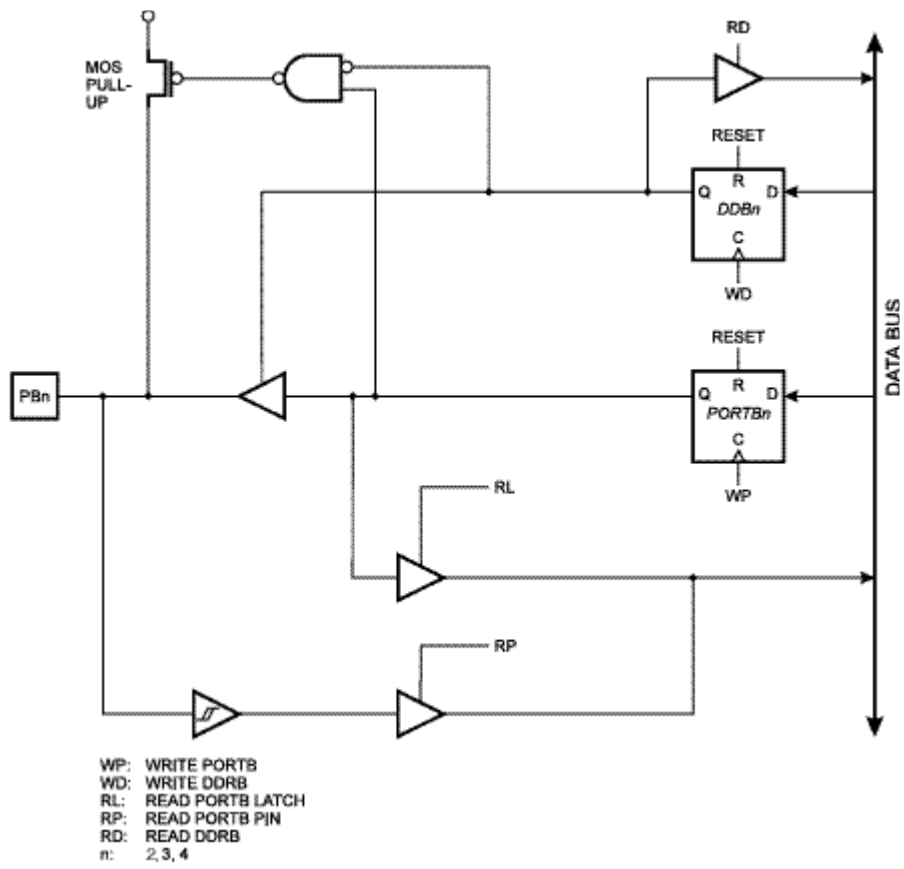 RD
MOS
PULL-
UP
RESET
R
Q
D
DDBn
C
WD
DATA BUS
RESET
PBn
R
Q
D
PORTBn
C
WP
RL
RP
WP: WRITE PORTB
WD: WRITE DDRB
RL: READ PORTB LATCH
RP: READ PORTB PIN
RD: READ DDRB
n: 2, 3, 4